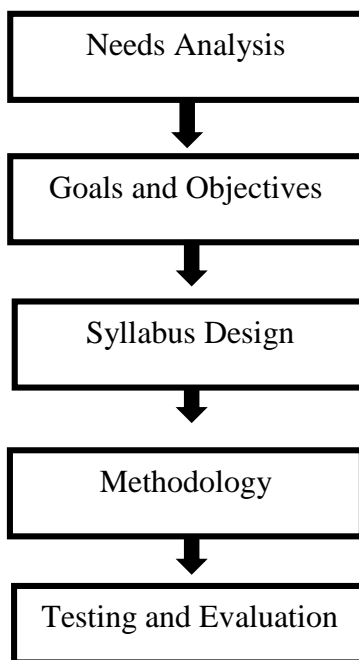 Needs Analysis
Goals and Objectives
Syllabus Design
Methodology
Testing and Evaluation